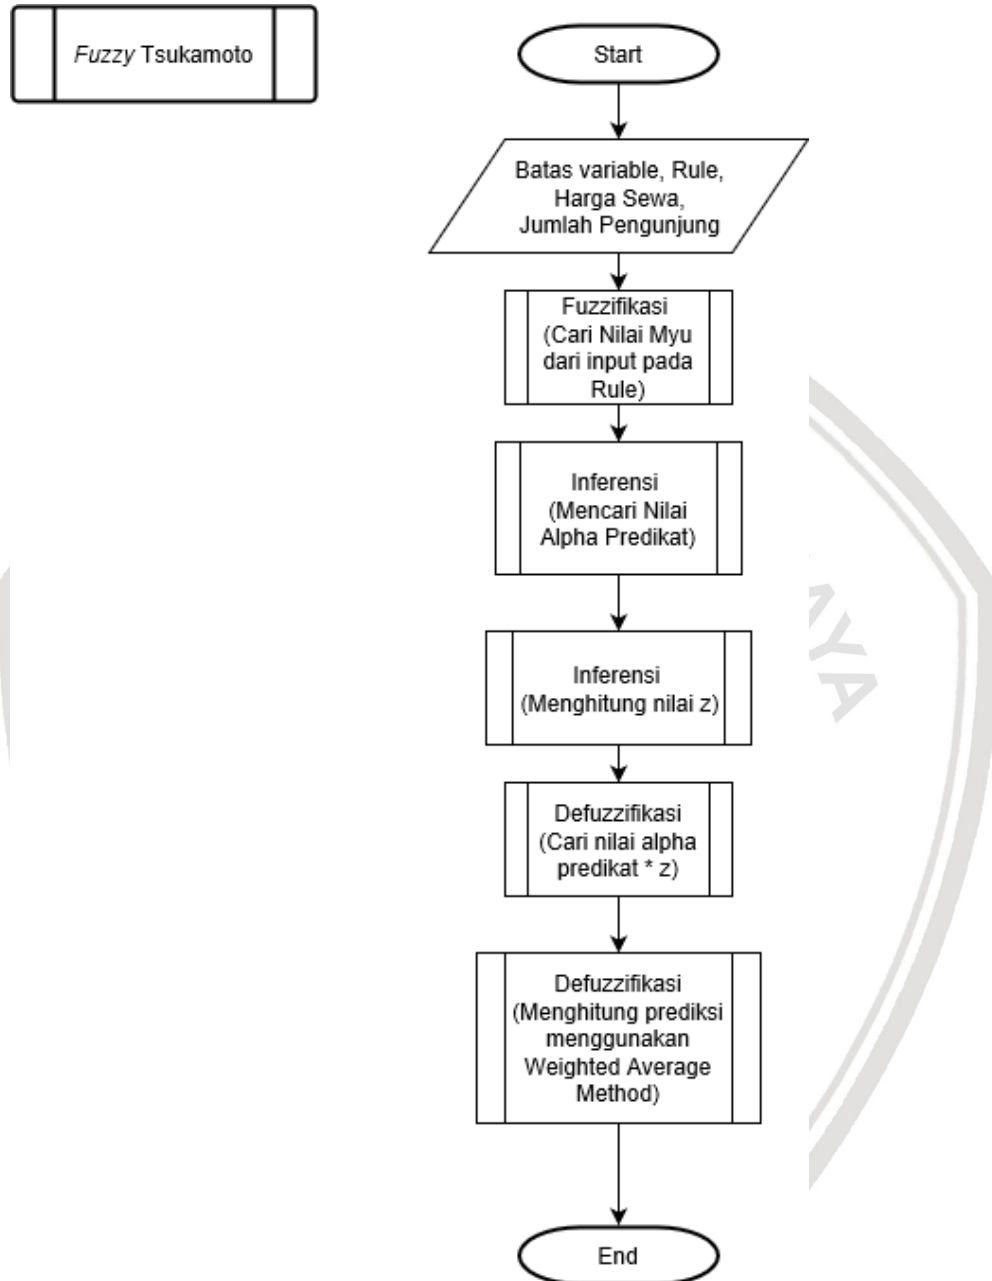 Fuzzy Tsukamoto
Start
Batas variable, Rule,
Harga Sewa,
Jumlah Pengunjung
Fuzzifikasi
(Cari Nilai Myu
dari input pada
Rule)
Inferensi
(Mencari Nilai
Alpha Predikat)
Inferensi
(Menghitung nilai z)
Defuzzifikasi
(Cari nilai alpha
predikat * z)
Defuzzifikasi
(Menghitung prediksi
menggunakan
Weighted Average
Method)
End